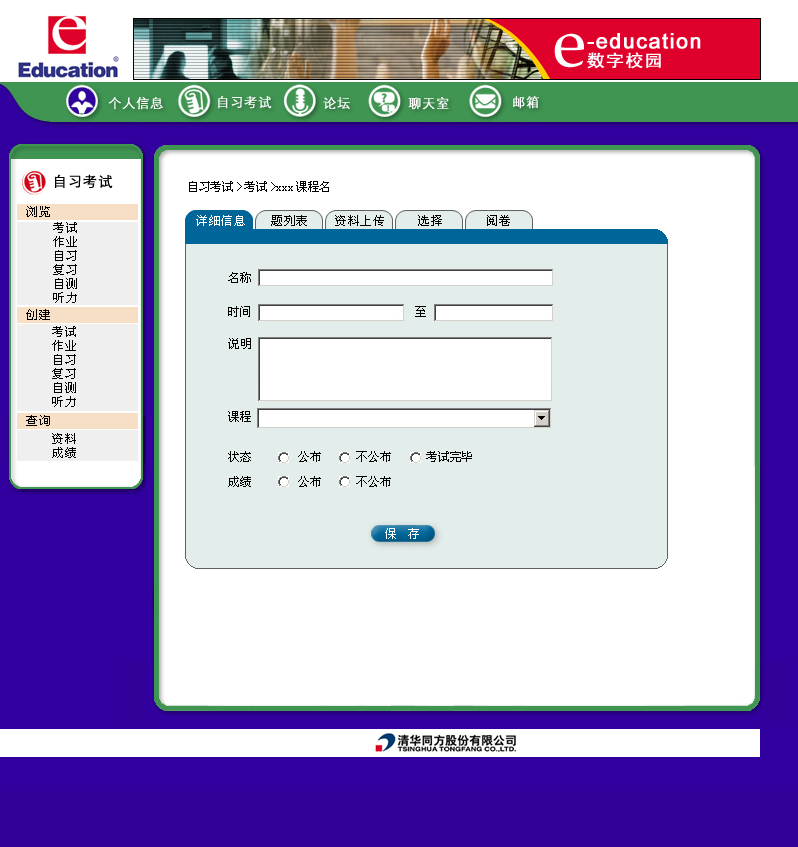 e
Education®
e-education
数字校园
个人信息 自习考试 论坛 聊天室 邮箱
自习考试
浏览
考试
作业
自习
复习
自测
听力
创建
考试
作业
自习
复习
自测
听力
查询
资料
成绩
自习考试>考试>xxx课程名
详细信息 题列表 资料上传 选择 阅卷
名称
时间 至
说明
课程
状态 公布 不公布 考试完毕
成绩 公布 不公布
保 存
清华同方股份有限公司
TSINGHUA TONGFANG CO.,LTD.